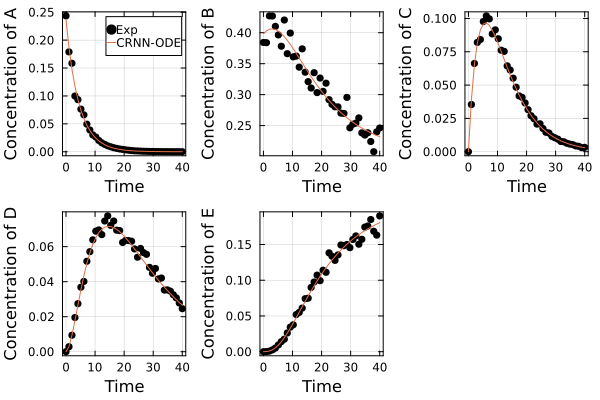 Concentration of A
0.25
0.20
0.15
0.10
0.05
0.00
Exp
CRNN-ODE
0 10 20 30 40
Time
Concentration of B
0.40
0.35
0.30
0.25
0 10 20 30 40
Time
Concentration of C
0.100
0.075
0.050
0.025
0.000
0 10 20 30 40
Time
Concentration of D
0.06
0.04
0.02
0.00
0 10 20 30 40
Time
Concentration of E
0.15
0.10
0.05
0.00
0 10 20 30 40
Time